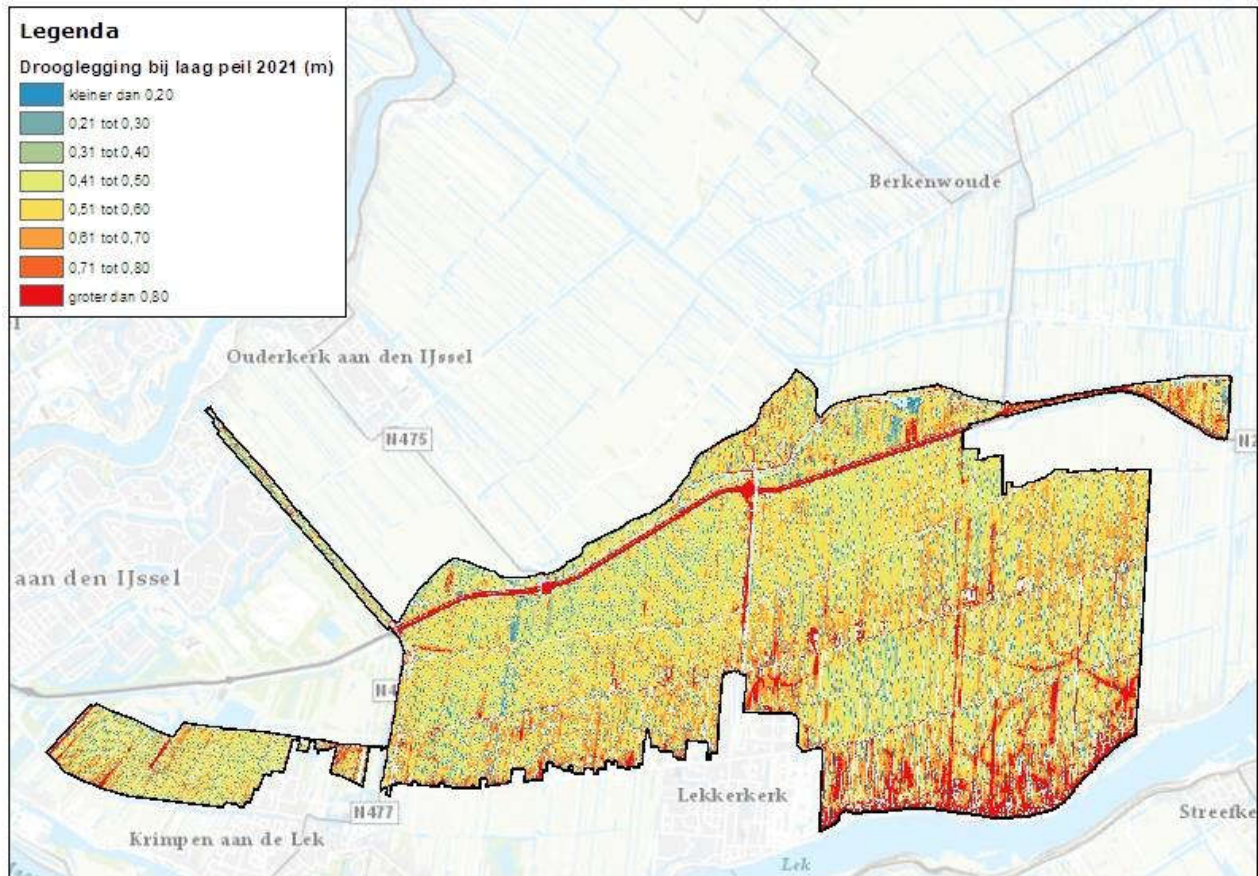 Legenda
Drooglegging bij laag peil 2021 (m)
kleiner dan 0,20
0,21 tot 0,30
0,31 tot 0,40
0,41 tot 0,50
0,51 tot 0,60
0,61 tot 0,70
0,71 tot 0,80
groter dan 0,80
Berkenwoude
Ouderkerk aan den IJssel
N475
aan den IJssel
Lekkerkerk
N477
Krimpen aan de Lek
Streefke
Lek